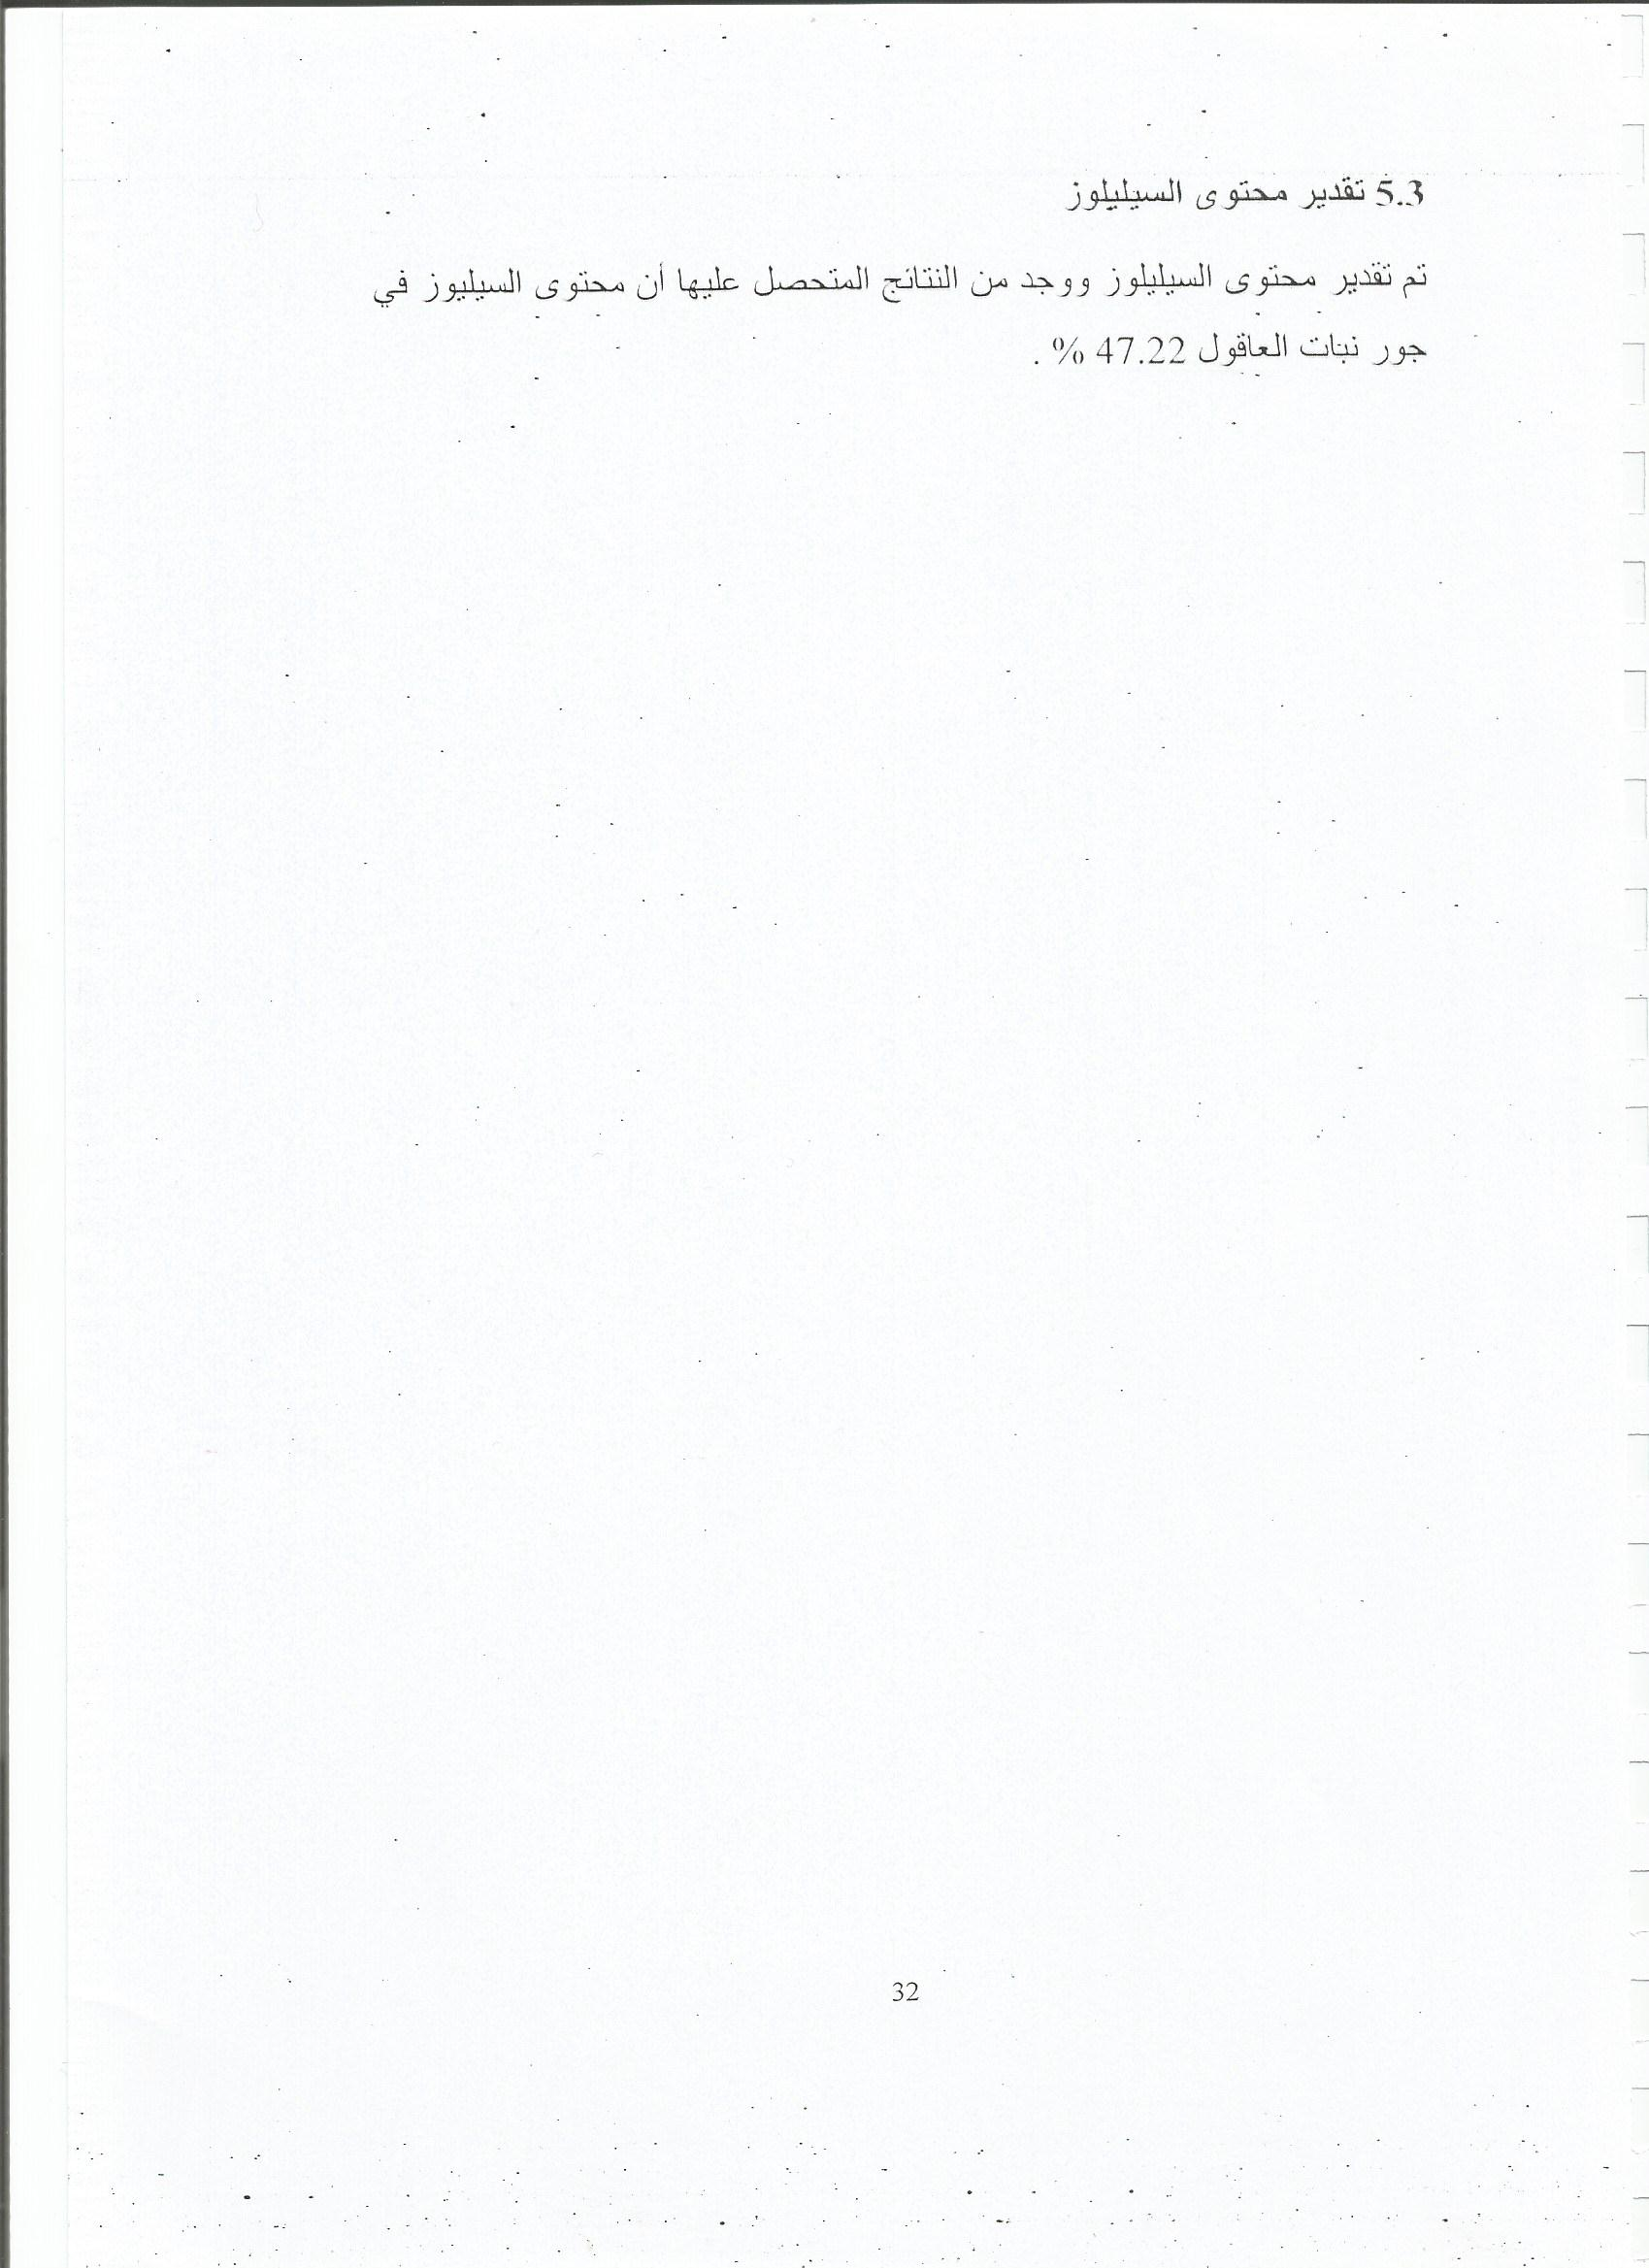 5.3 تقدير محتوى السيليلوز
تم تقدير محتوى السيليلوز ووجد من النتائج المتحصل عليها أن محتوى السيليوز في
جور نبات العاقول 47.22 % .
32